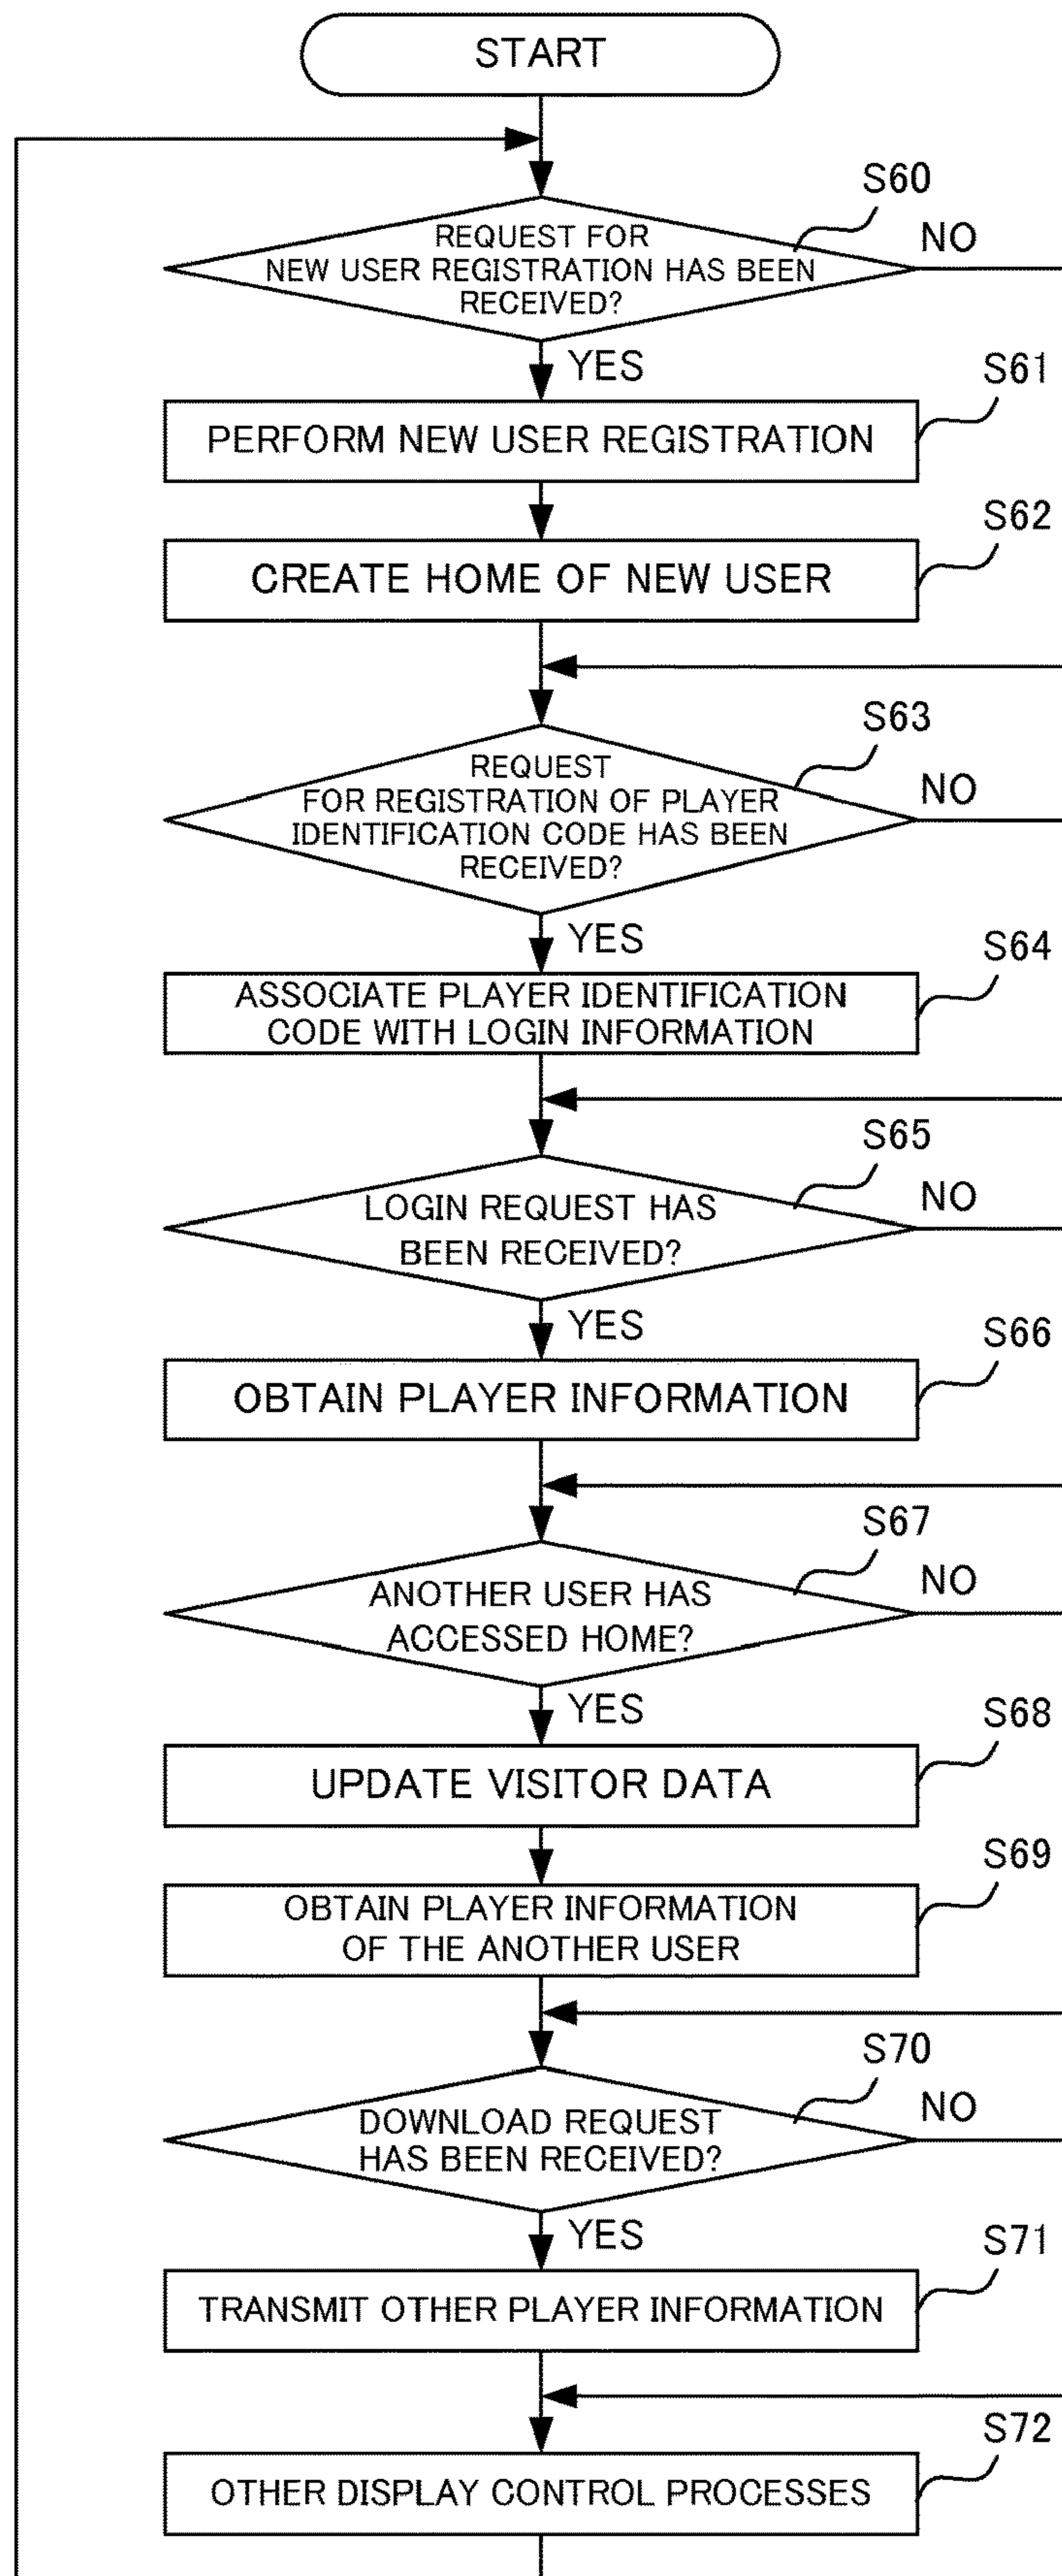 START
S60
REQUEST FOR
NEW USER REGISTRATION HAS BEEN
RECEIVED?
NO
YES
S61
PERFORM NEW USER REGISTRATION
S62
CREATE HOME OF NEW USER
S63
REQUEST
FOR REGISTRATION OF PLAYER
IDENTIFICATION CODE HAS BEEN
RECEIVED?
NO
YES
S64
ASSOCIATE PLAYER IDENTIFICATION
CODE WITH LOGIN INFORMATION
S65
LOGIN REQUEST HAS
BEEN RECEIVED?
NO
YES
S66
OBTAIN PLAYER INFORMATION
S67
ANOTHER USER HAS
ACCESSED HOME?
NO
YES
S68
UPDATE VISITOR DATA
S69
OBTAIN PLAYER INFORMATION
OF THE ANOTHER USER
S70
DOWNLOAD REQUEST
HAS BEEN RECEIVED?
NO
YES
S71
TRANSMIT OTHER PLAYER INFORMATION
S72
OTHER DISPLAY CONTROL PROCESSES